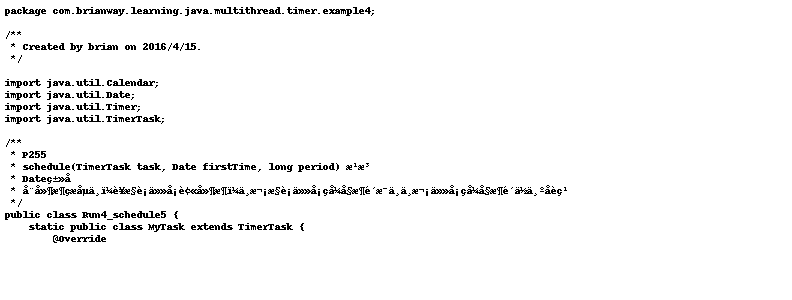 package com.brianway.learning.java.multithread.timer.example4;
/**
 * Created by brian on 2016/4/15.
 */
import java.util.Calendar;
import java.util.Date;
import java.util.Timer;
import java.util.TimerTask;
/**
 * P255
 * schedule(TimerTask task, Date firstTime, long period) æ¹æ³
 * Dateç±»å
 *
 */
public class Run4_schedule5 {
    static public class MyTask extends TimerTask {
        @Override